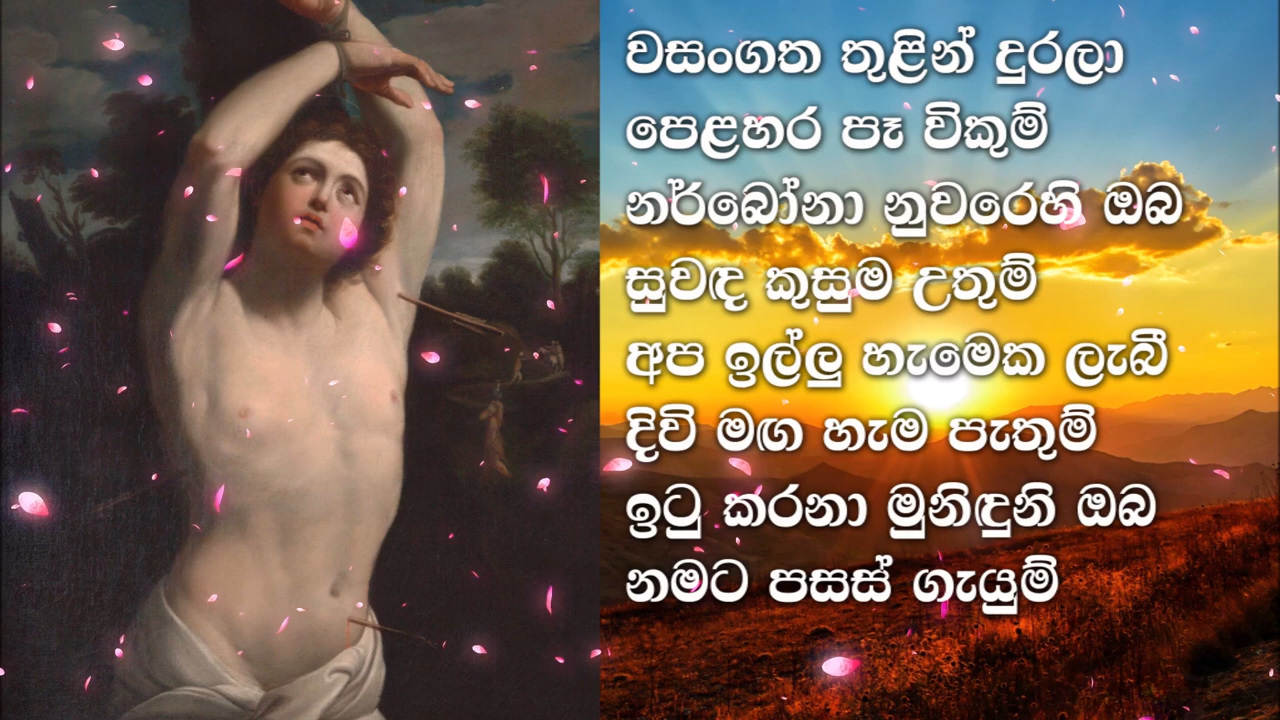 වසංගත තුළින් දුරලා
පෙළහර පෑ විකුම්
නර්බෝනා නුවරෙහි ඔබ
සුවඳ කුසුම උතුම්
අප ඉල්ලු හැමෙක ලැබී
දිවි මඟ හැම පැතුම්
ඉටු කරනා මුනිඳුනි ඔබ
නමට පසස් ගැයුම්